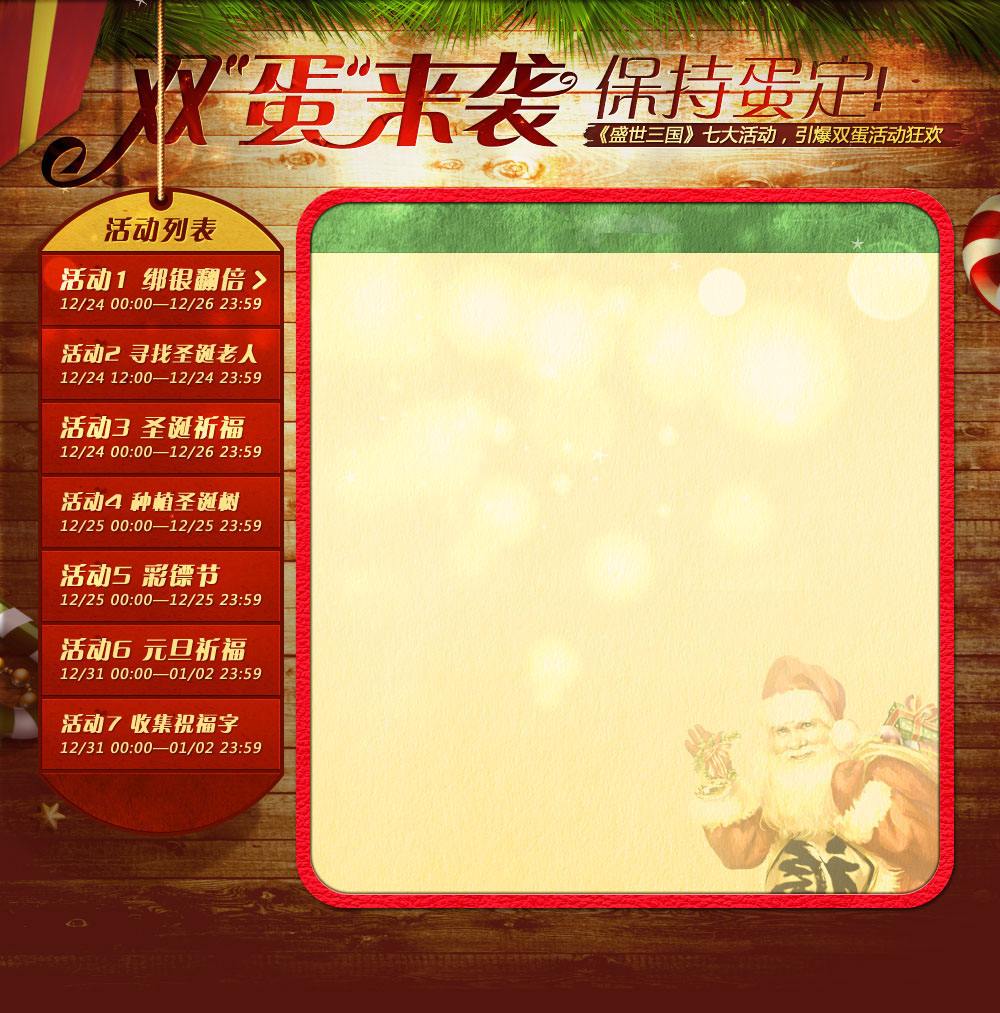 双"蛋"来袭 保持蛋定!
《盛世三国》七大活动，引爆双蛋活动狂欢
活动列表
活动1 绑银翻倍
12/24 00:00—12/26 23:59
活动2 寻找圣诞老人
12/24 12:00—12/24 23:59
活动3 圣诞祈福
12/24 00:00—12/26 23:59
活动4 种植圣诞树
12/25 00:00—12/25 23:59
活动5 彩镖节
12/25 00:00—12/25 23:59
活动6 元旦祈福
12/31 00:00—01/02 23:59
活动7 收集祝福字
12/31 00:00—01/02 23:59